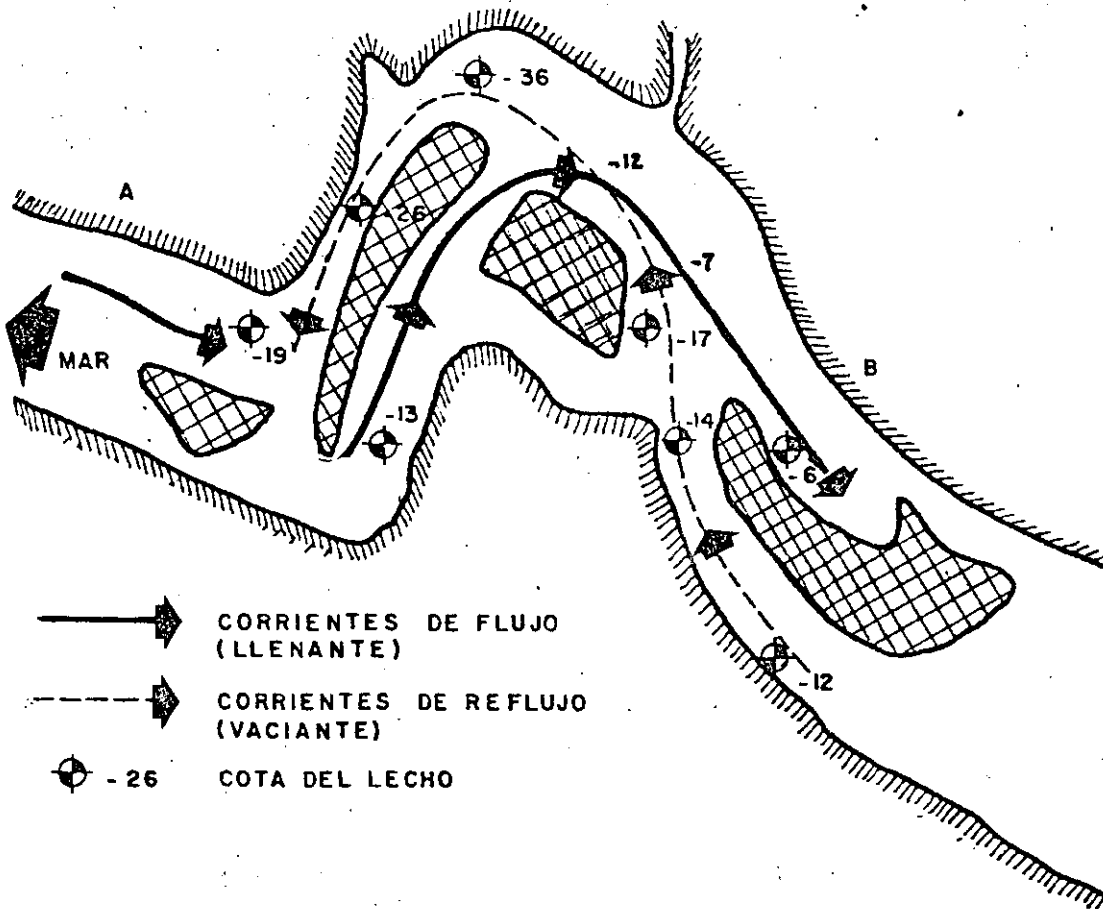 - 36
A
-12
- 26
-7
-19
-17
MAR
B
-13
-14
-6
CORRIENTES DE FLUJO
(LLENANTE)
-12
CORRIENTES DE REFLUJO
(VACIANTE)
- 26 COTA DEL LECHO